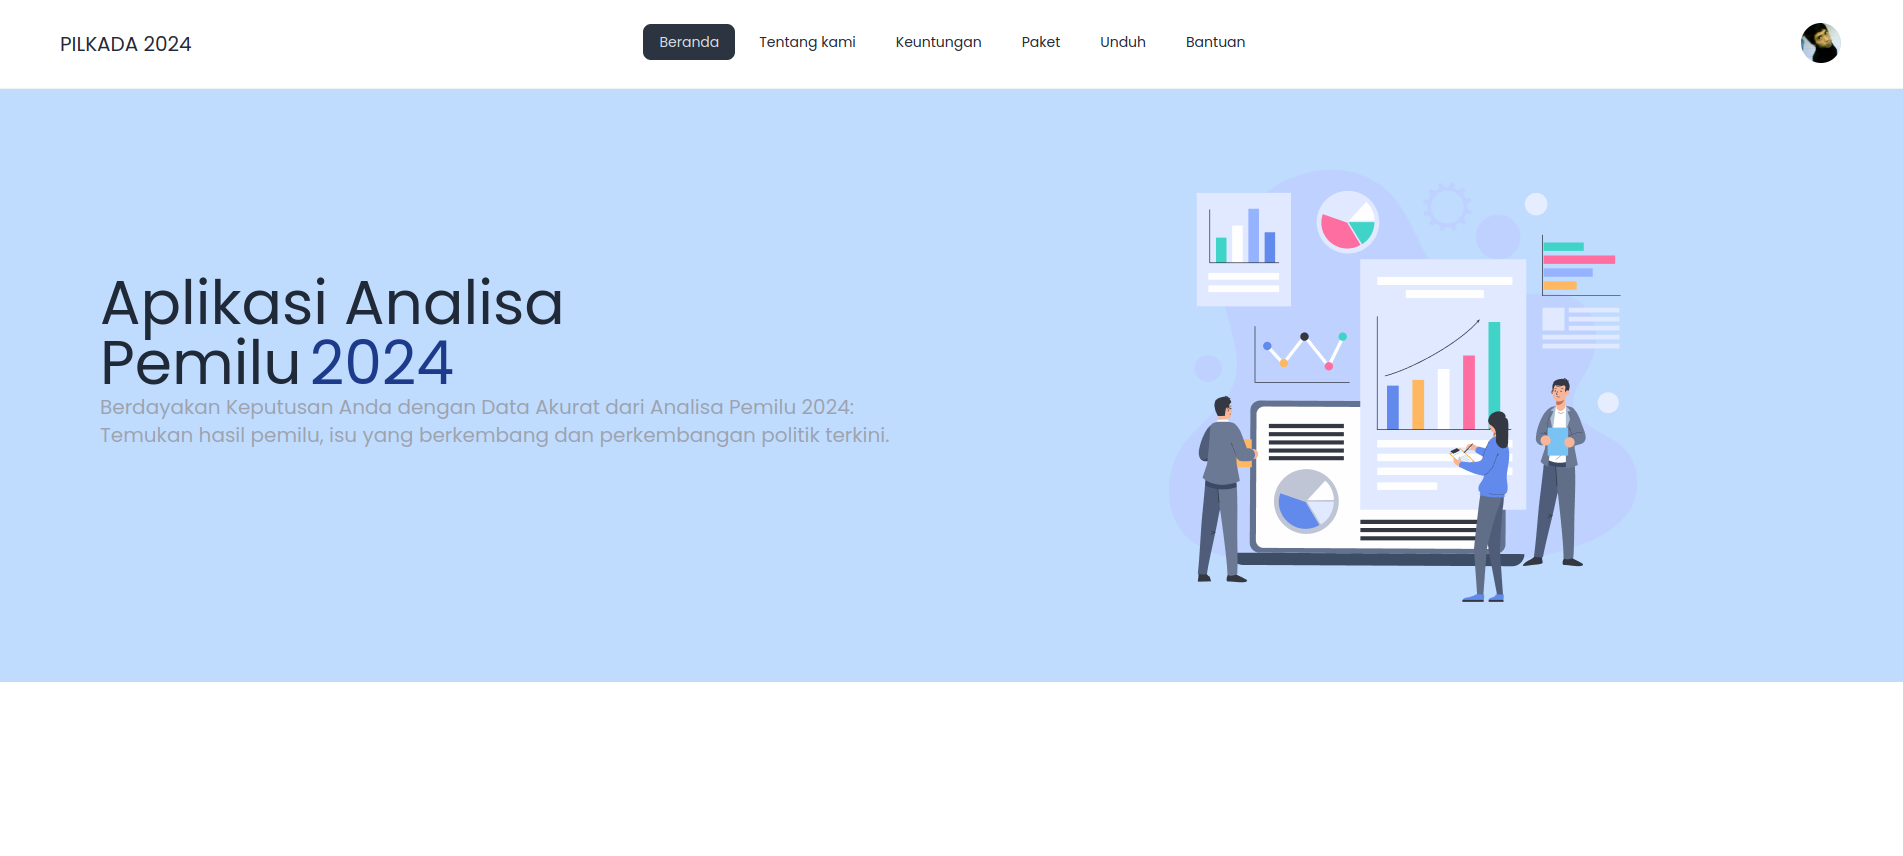 PILKADA 2024
Beranda Tentang kami Keuntungan Paket Unduh Bantuan
Aplikasi Analisa
Pemilu 2024
Berdayakan Keputusan Anda dengan Data Akurat dari Analisa Pemilu 2024:
Temukan hasil pemilu, isu yang berkembang dan perkembangan politik terkini.